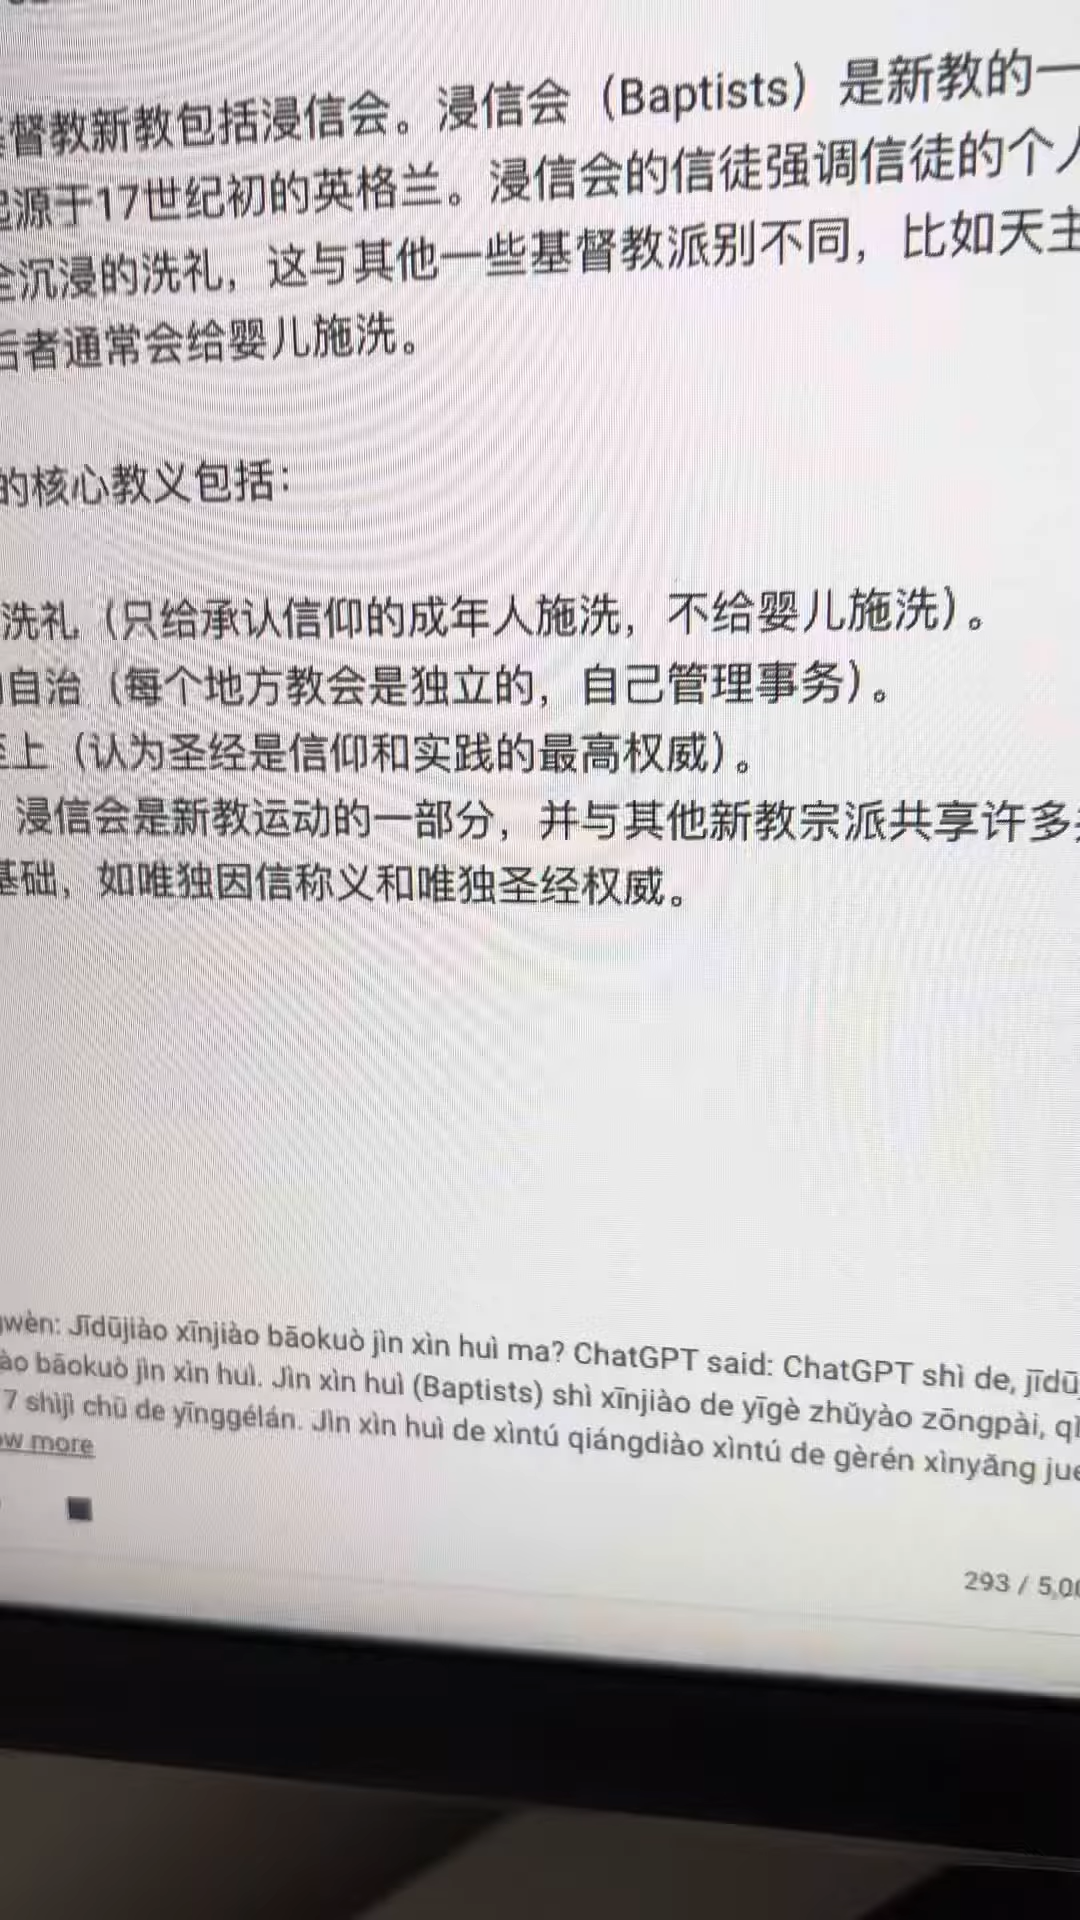 督教新教包括浸信会。浸信会（Baptists）是新教的一
源于17世纪初的英格兰。浸信会的信徒强调信徒的个人
全沉浸的洗礼，这与其他一些基督教派别不同，比如天主
后者通常会给婴儿施洗。
的核心教义包括：
洗礼（只给承认信仰的成年人施洗，不给婴儿施洗）。
自治（每个地方教会是独立的，自己管理事务）。
至上（认为圣经是信仰和实践的最高权威）。
浸信会是新教运动的一部分，并与其他新教宗派共享许多
基础，如唯独因信称义和唯独圣经权威。
wèn: Jīdūjiào xīnjiào bāokuò jìn xìn huì ma? ChatGPT said: ChatGPT shì de, jīdū
ào bāokuò jìn xìn huì. Jìn xìn huì (Baptists) shì xīnjiào de yīgè zhǔyào zōngpài, qǐ
7 shìjì chū de yīnggélán. Jìn xìn huì de xìntú qiángdiào xìntú de gèrén xìnyǎng jué
ow more
293 / 5,00